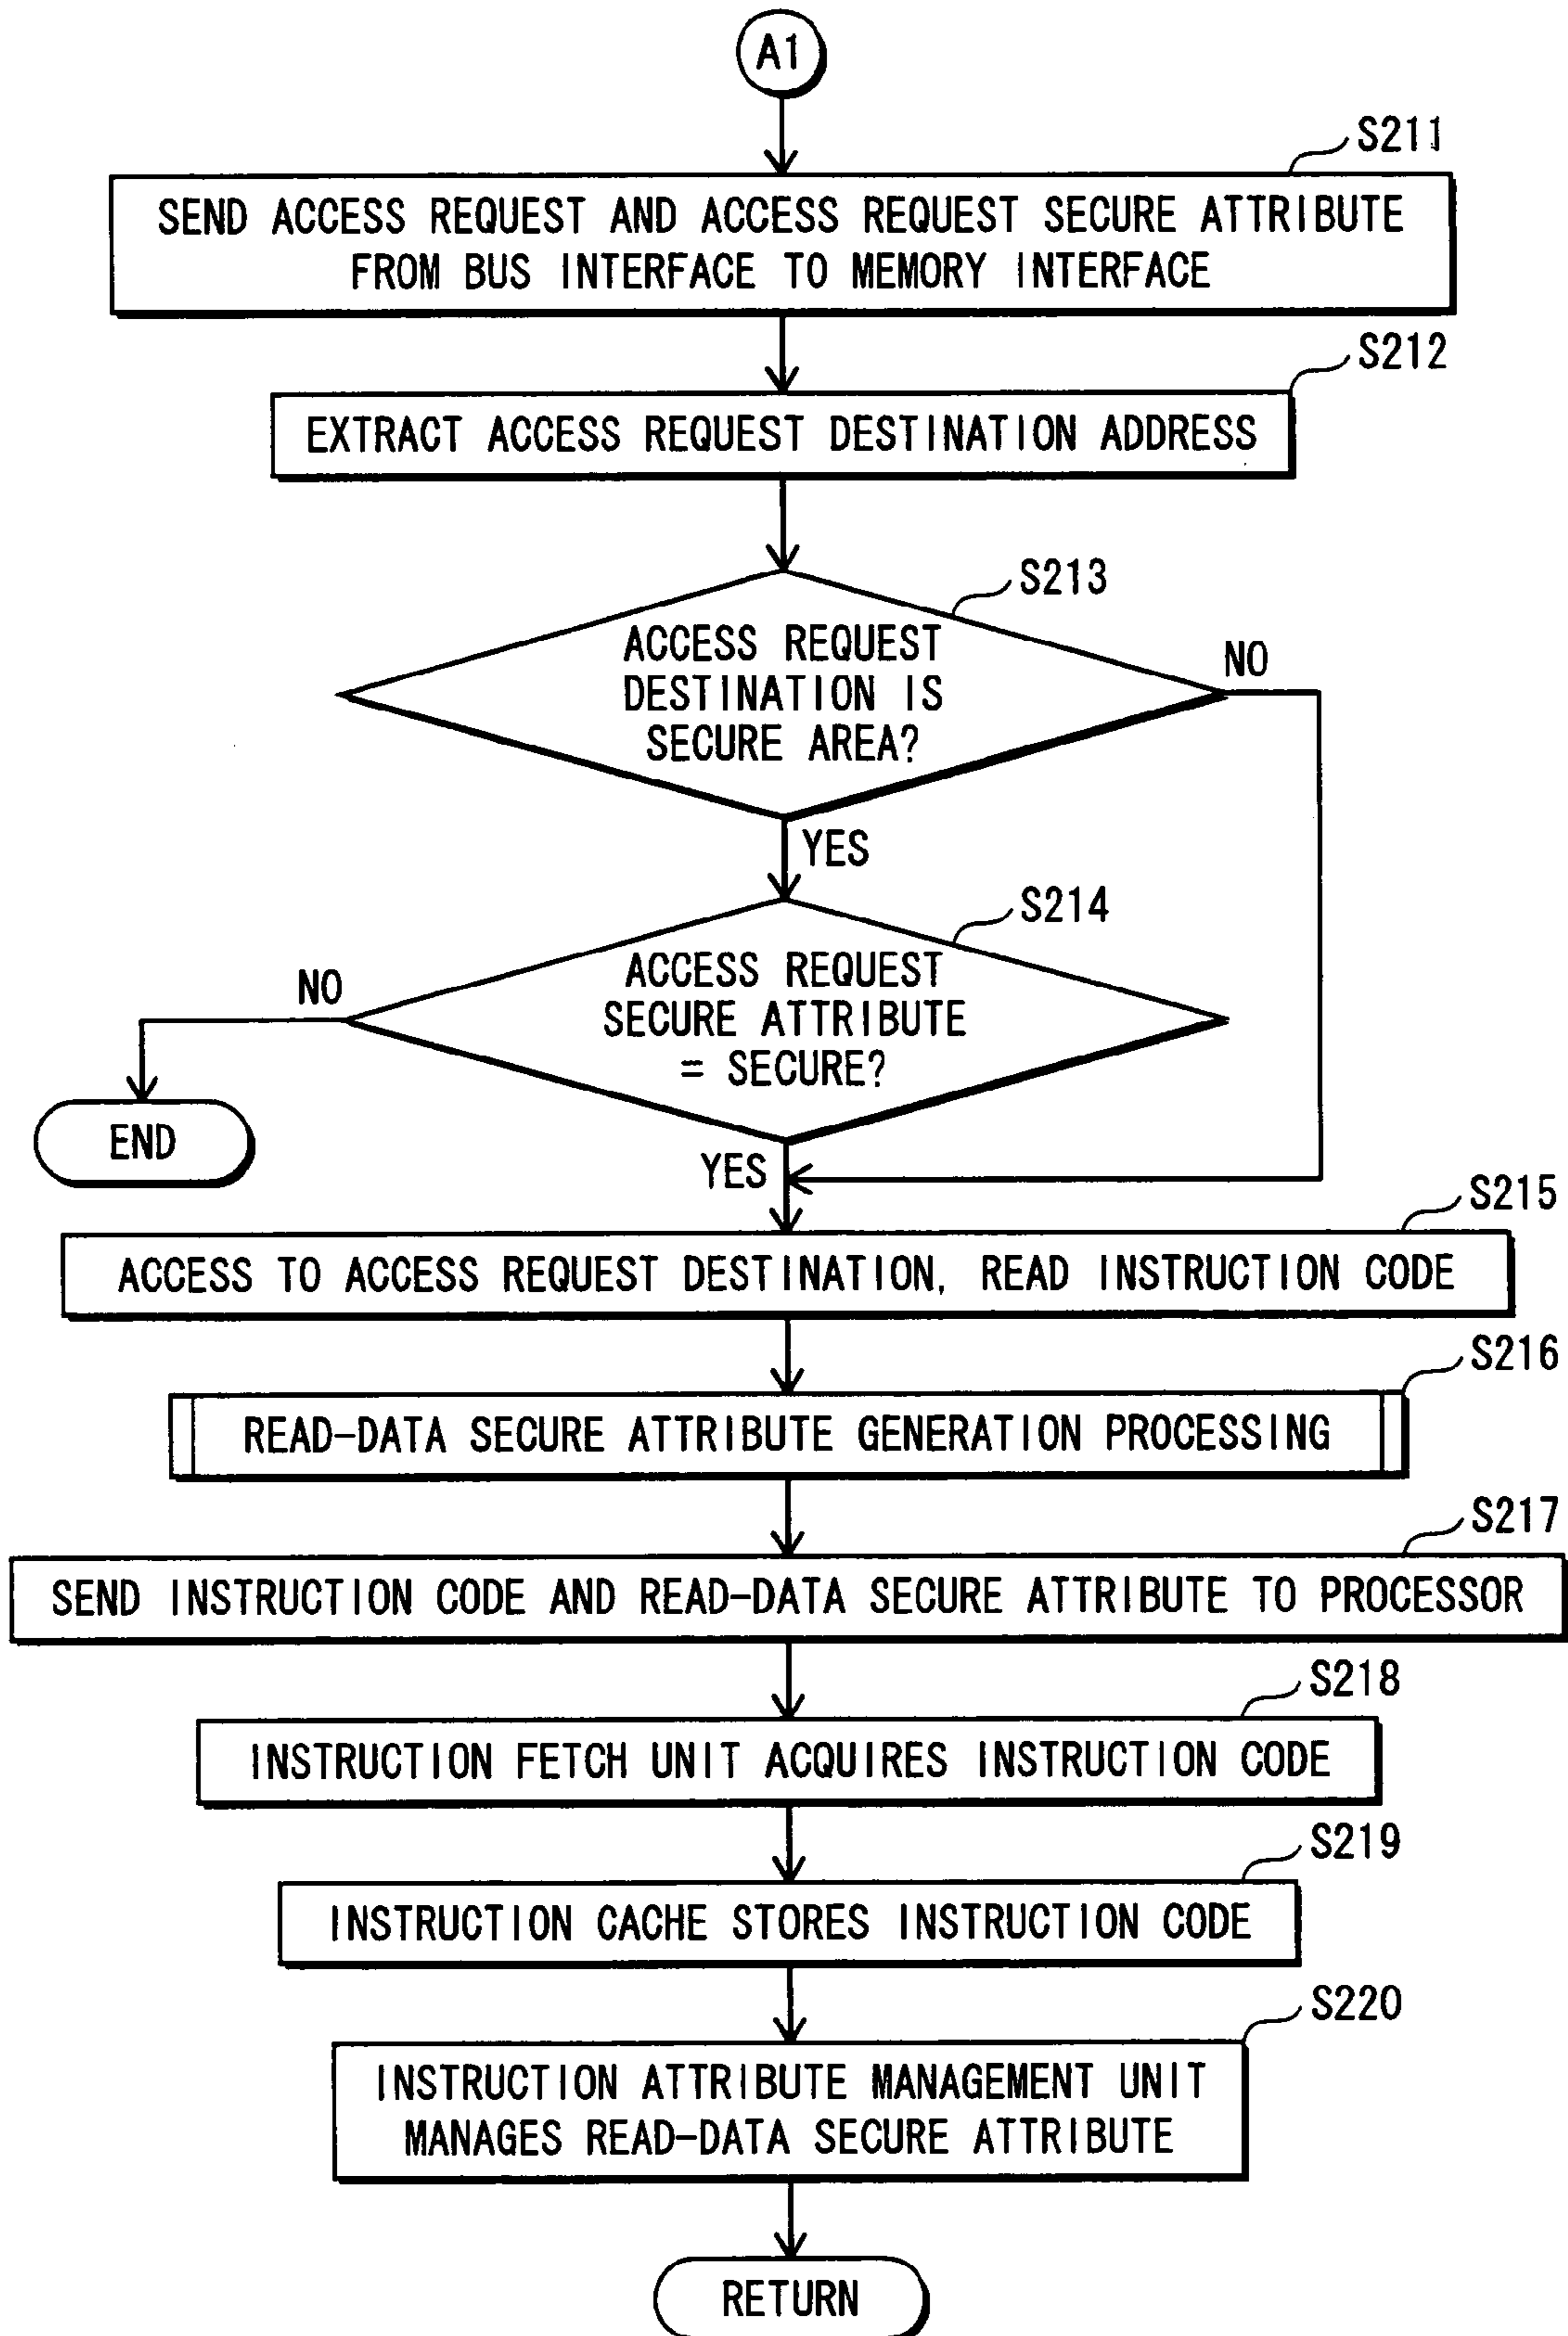 A1
S211
SEND ACCESS REQUEST AND ACCESS REQUEST SECURE ATTRIBUTE
FROM BUS INTERFACE TO MEMORY INTERFACE
S212
EXTRACT ACCESS REQUEST DESTINATION ADDRESS
S213
ACCESS REQUEST
DESTINATION IS
SECURE AREA?
NO
YES
S214
ACCESS REQUEST
SECURE ATTRIBUTE
= SECURE?
NO
END
YES
S215
ACCESS TO ACCESS REQUEST DESTINATION, READ INSTRUCTION CODE
S216
READ-DATA SECURE ATTRIBUTE GENERATION PROCESSING
S217
SEND INSTRUCTION CODE AND READ-DATA SECURE ATTRIBUTE TO PROCESSOR
S218
INSTRUCTION FETCH UNIT ACQUIRES INSTRUCTION CODE
S219
INSTRUCTION CACHE STORES INSTRUCTION CODE
S220
INSTRUCTION ATTRIBUTE MANAGEMENT UNIT
MANAGES READ-DATA SECURE ATTRIBUTE
RETURN